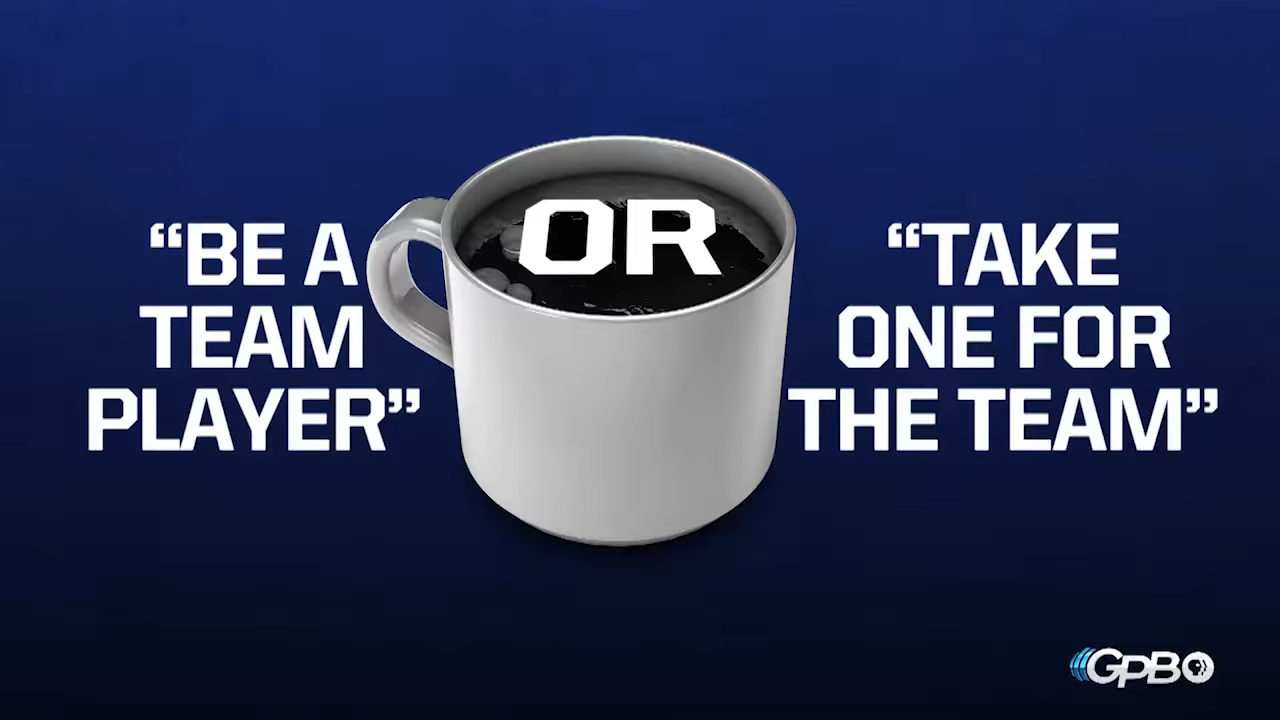 “BE A
TEAM
PLAYER”
OR
“TAKE
ONE FOR
THE TEAM”
GPB